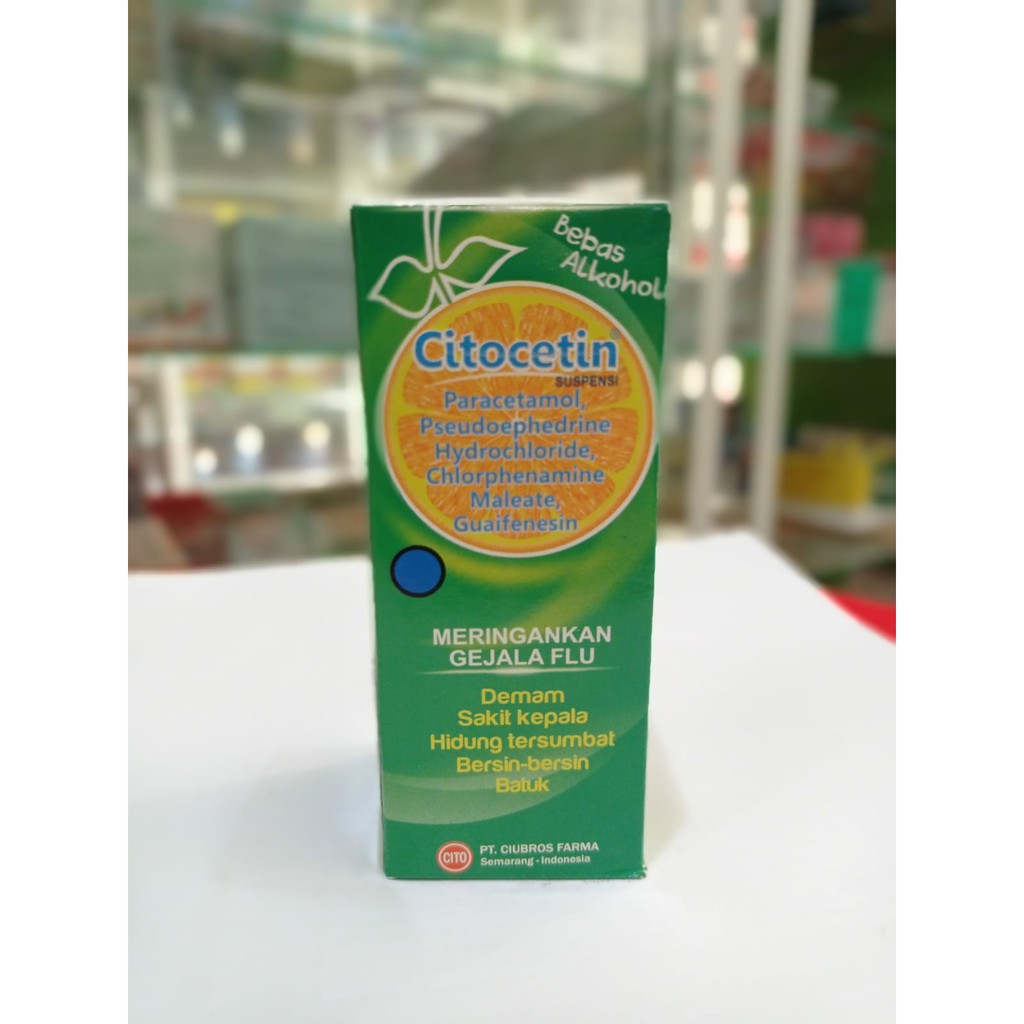 Bebas
Alkohol
Citocetin®
SUSPENSI
Paracetamol,
Pseudoephedrine
Hydrochloride,
Chlorphenamine
Maleate,
Guaifenesin
MERINGANKAN
GEJALA FLU
Demam
Sakit kepala
Hidung tersumbat
Bersin-bersin
Batuk
CITO
PT. CIUBROS FARMA
Semarang - Indonesia